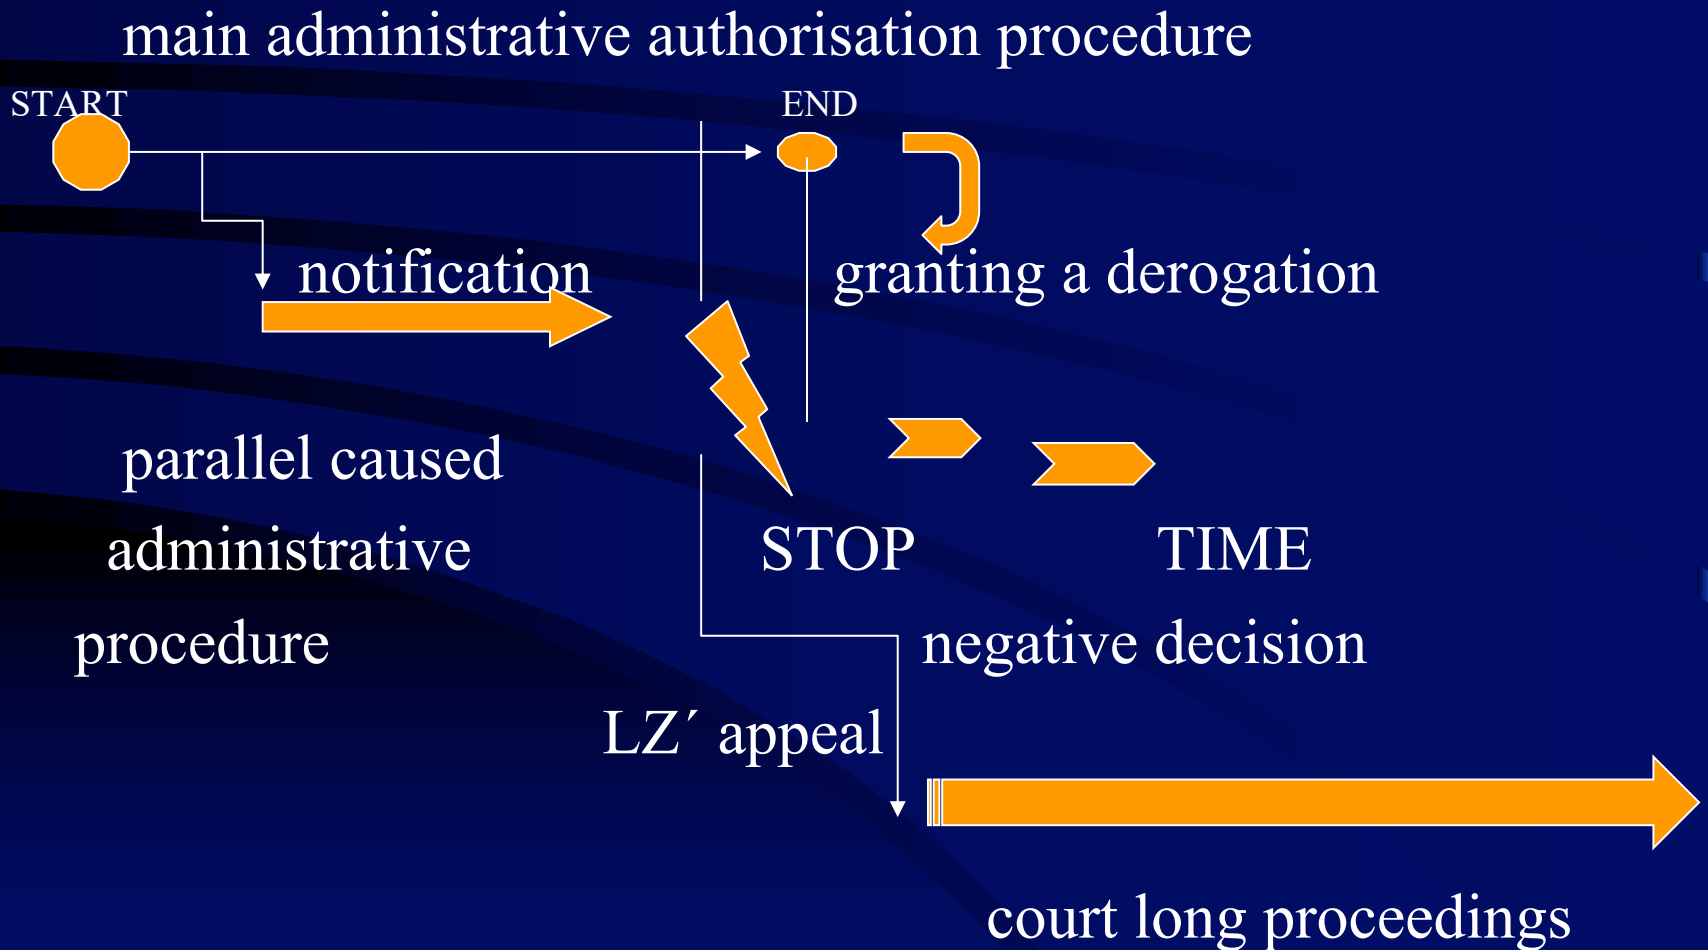 main administrative authorisation procedure
START
END
notification
granting a derogation
parallel caused
administrative
procedure
STOP
TIME
negative decision
LZ´ appeal
court long proceedings